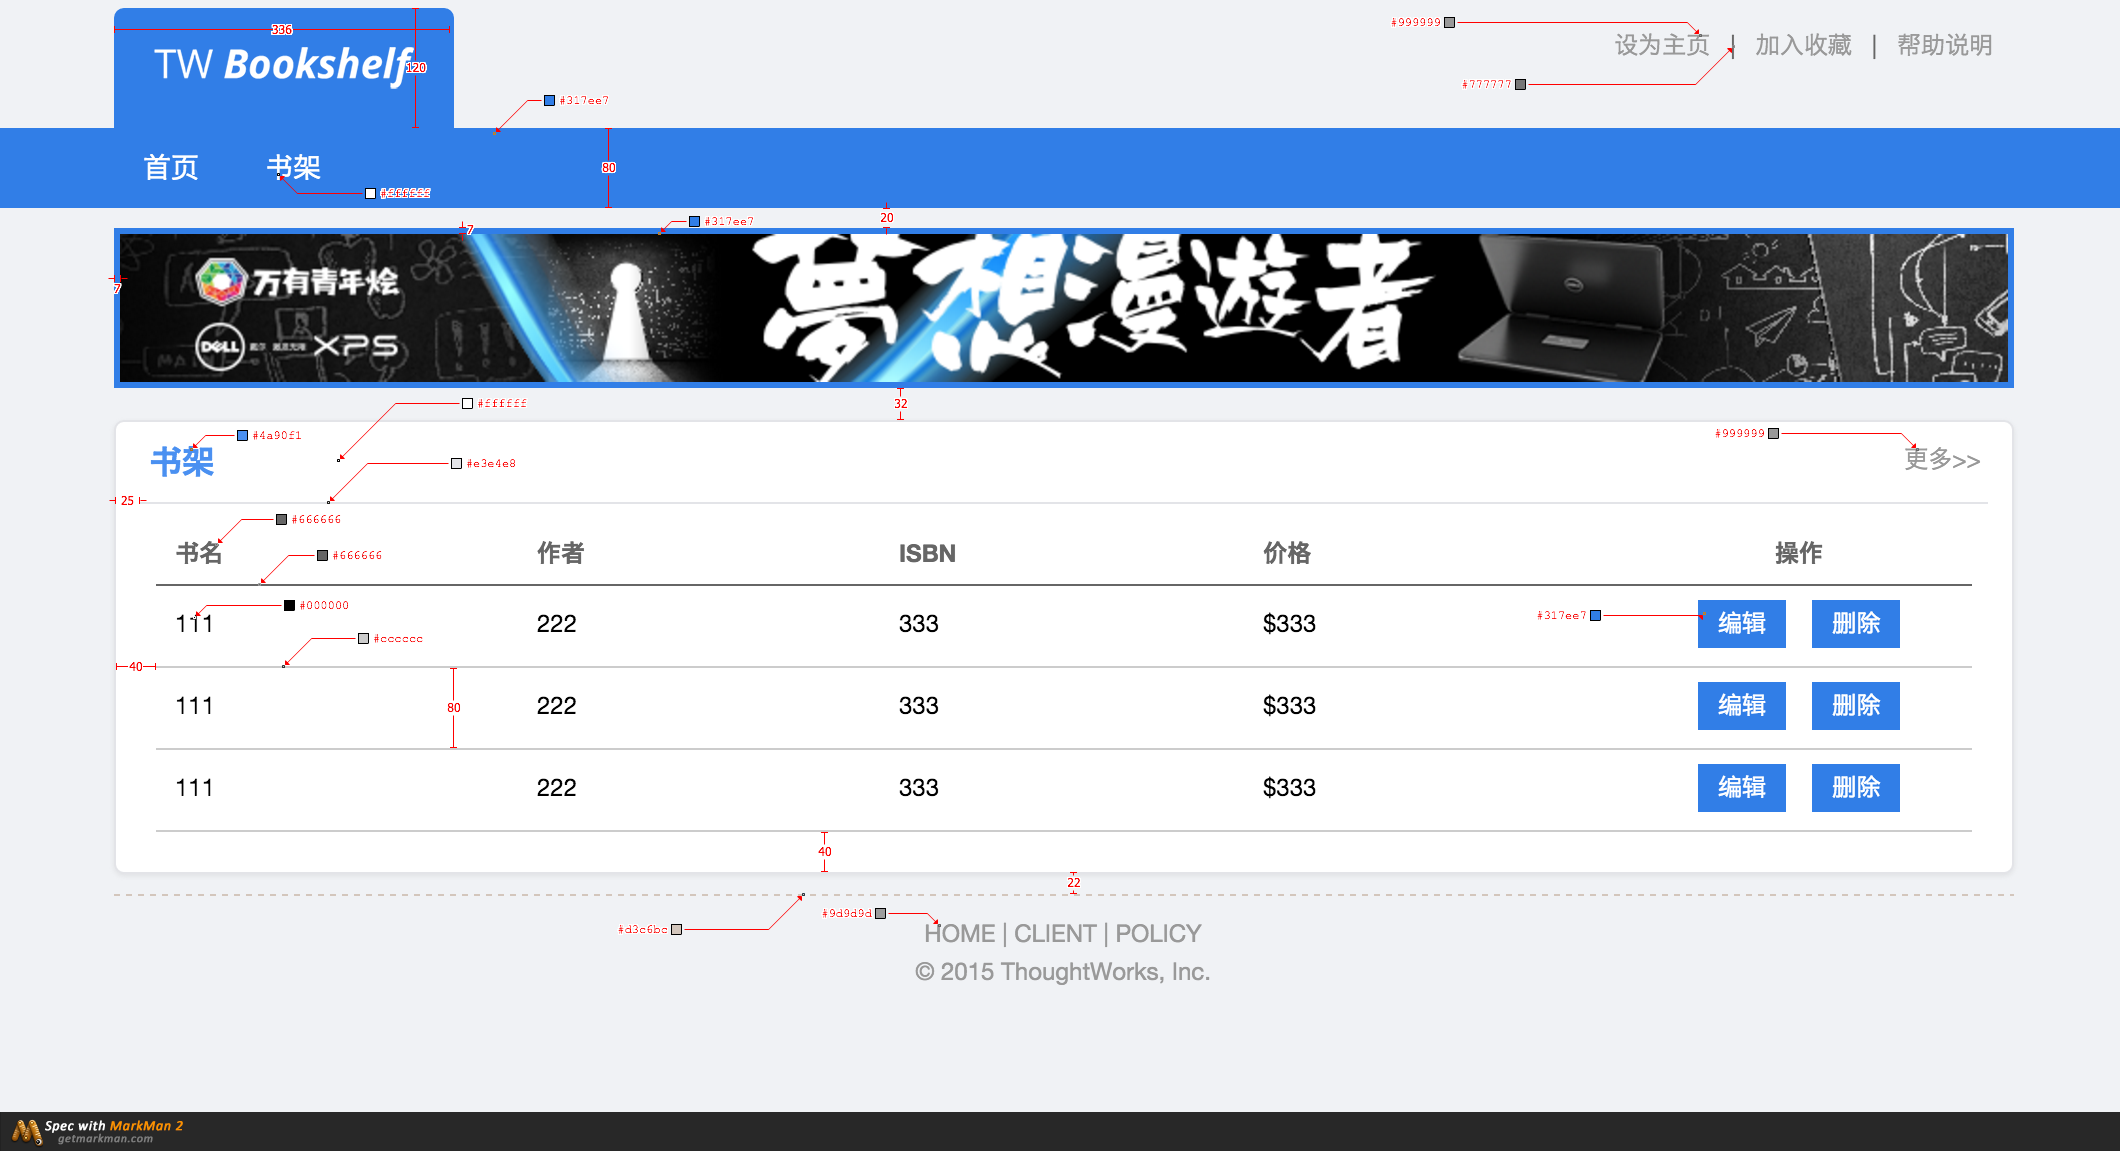 336
TW Bookshelf
120
#999999
设为主页 | 加入收藏 | 帮助说明
#777777
#317ee7
首页 书架
80
#ffffff
20
#317ee7
7
7
万有青年烩
DELL
XPS
夢想漫遊者
32
#ffffff
#4a90f1
#999999
书架
更多>>
#e3e4e8
25
#666666
#666666
书名 作者 ISBN 价格 操作
#000000
#317ee7
111 222 333 $333 编辑 删除
#cccccc
40
111 222 333 $333 编辑 删除
80
111 222 333 $333 编辑 删除
40
22
#d3c6bc
#9d9d9d
HOME | CLIENT | POLICY
© 2015 ThoughtWorks, Inc.
Spec with MarkMan 2
getmarkman.com